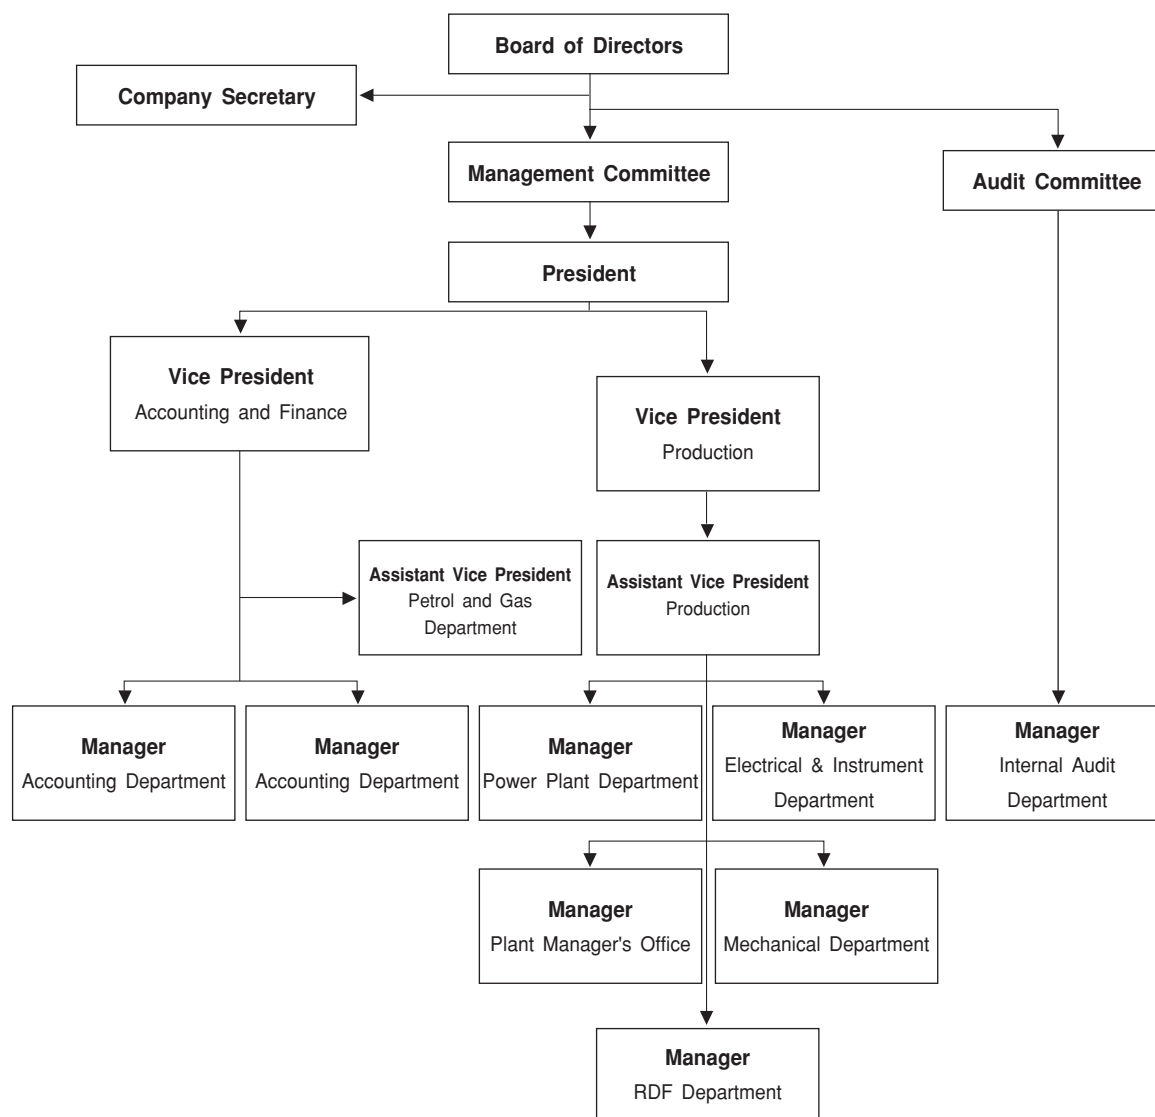 Board of Directors
Company Secretary
Management Committee
Audit Committee
President
Vice President
Accounting and Finance
Vice President
Production
Assistant Vice President
Petrol and Gas
Department
Assistant Vice President
Production
Manager
Accounting Department
Manager
Accounting Department
Manager
Power Plant Department
Manager
Electrical & Instrument
Department
Manager
Internal Audit
Department
Manager
Plant Manager's Office
Manager
Mechanical Department
Manager
RDF Department